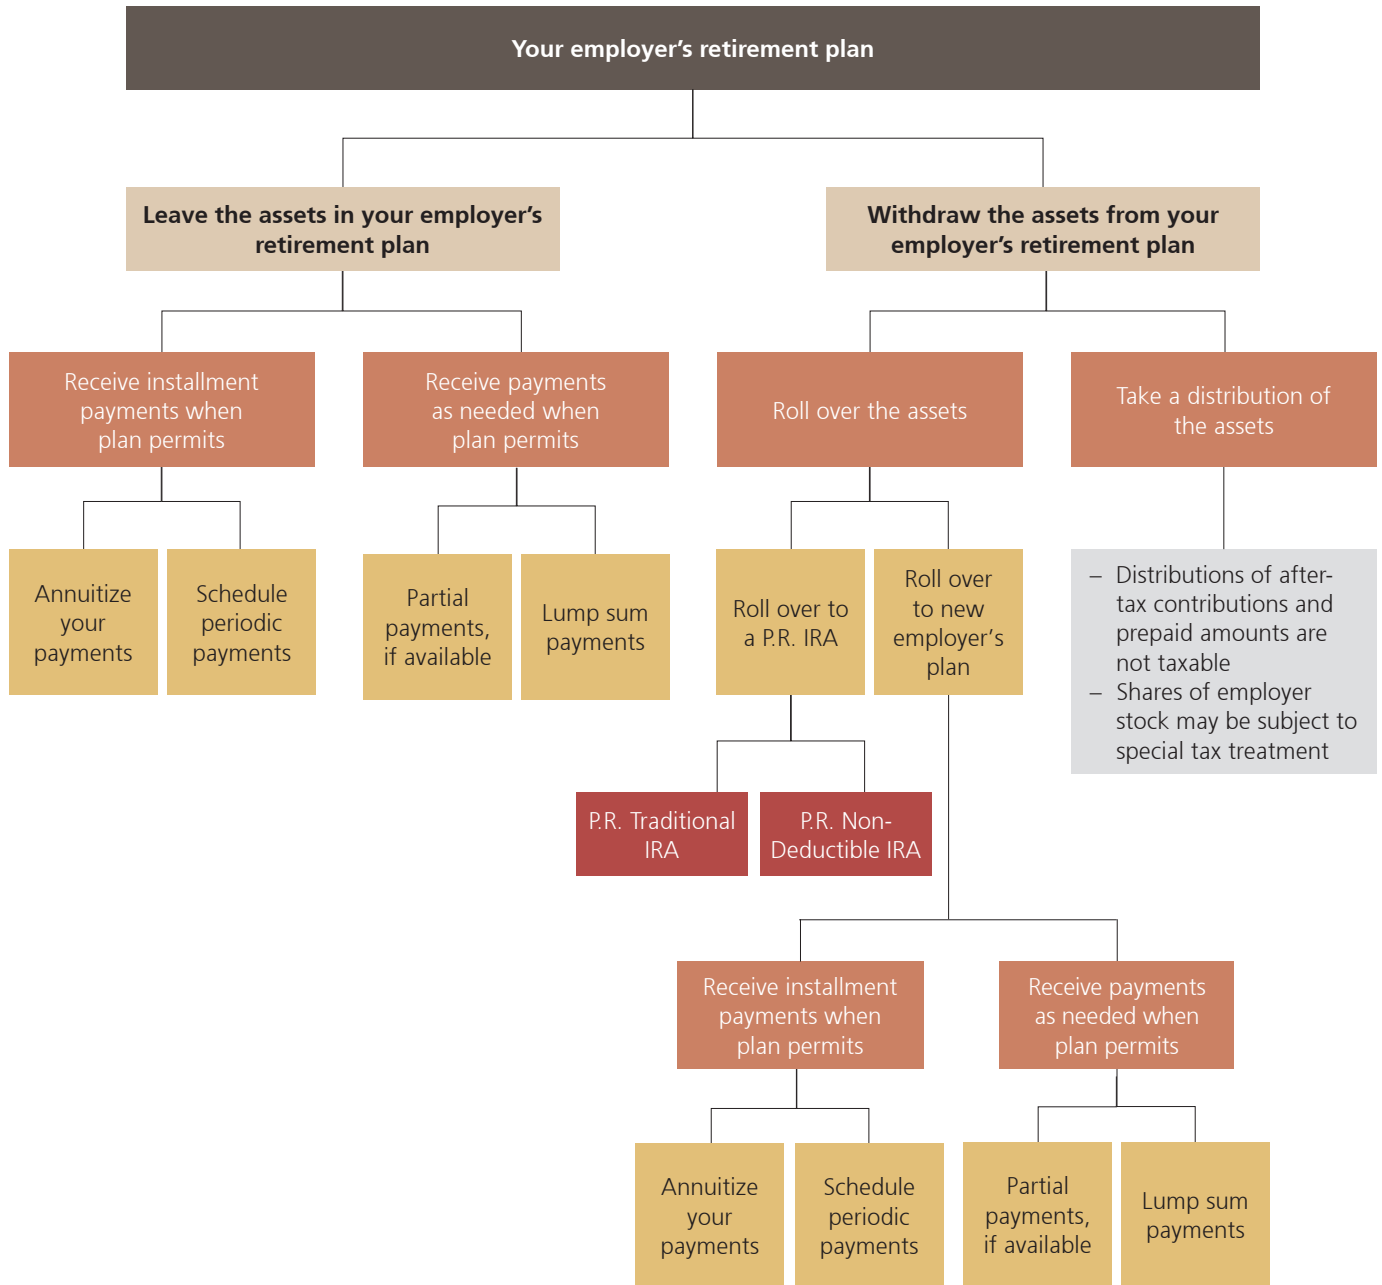 Your employer’s retirement plan
Leave the assets in your employer’s
retirement plan
Withdraw the assets from your
employer’s retirement plan
Receive installment
payments when
plan permits
Receive payments
as needed when
plan permits
Roll over the assets
Take a distribution of
the assets
Annuitize
your
payments
Schedule
periodic
payments
Partial
payments,
if available
Lump sum
payments
Roll over to
a P.R. IRA
Roll over
to new
employer’s
plan
– Distributions of after-
tax contributions and
prepaid amounts are
not taxable
– Shares of employer
stock may be subject to
special tax treatment
P.R. Traditional
IRA
P.R. Non-
Deductible IRA
Receive installment
payments when
plan permits
Receive payments
as needed when
plan permits
Annuitize
your
payments
Schedule
periodic
payments
Partial
payments,
if available
Lump sum
payments